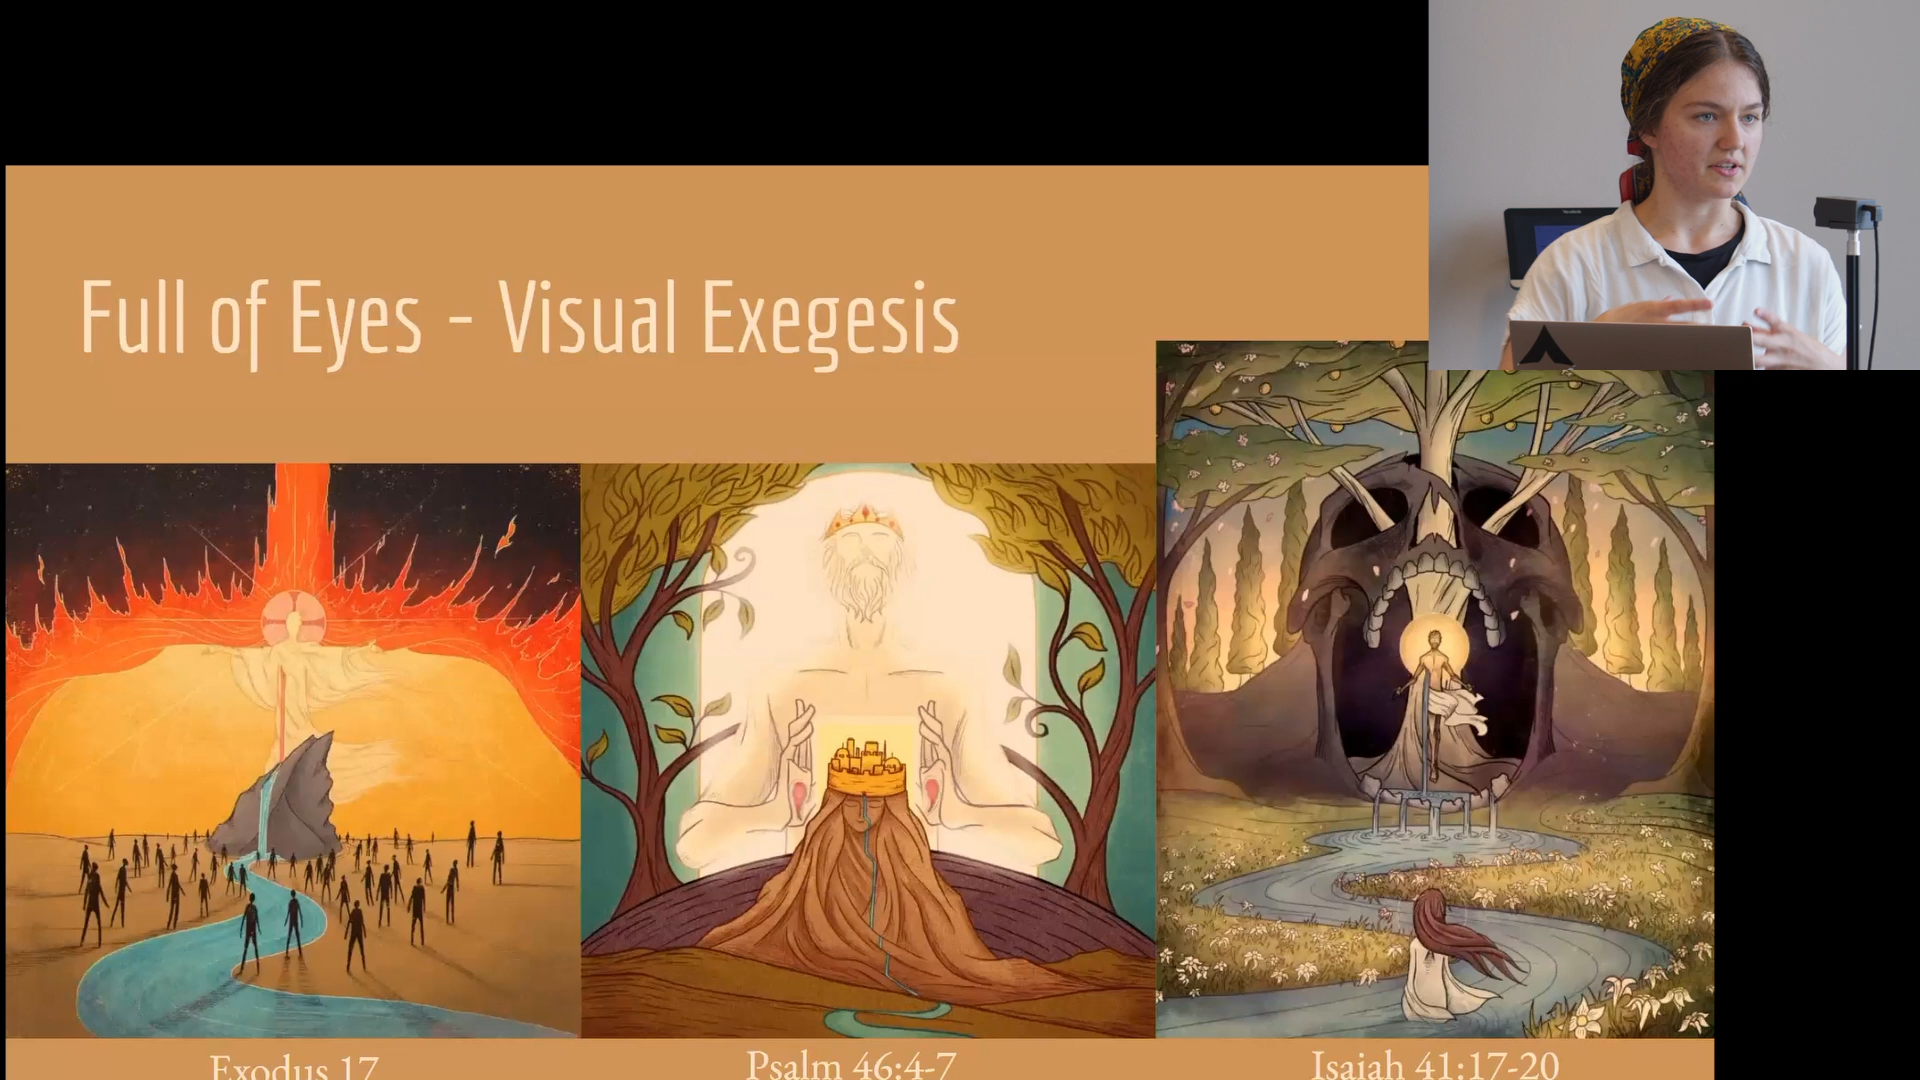 Full of Eyes - Visual Exegesis
Exodus 17
Psalm 46:4-7
Isaiah 41:17-20